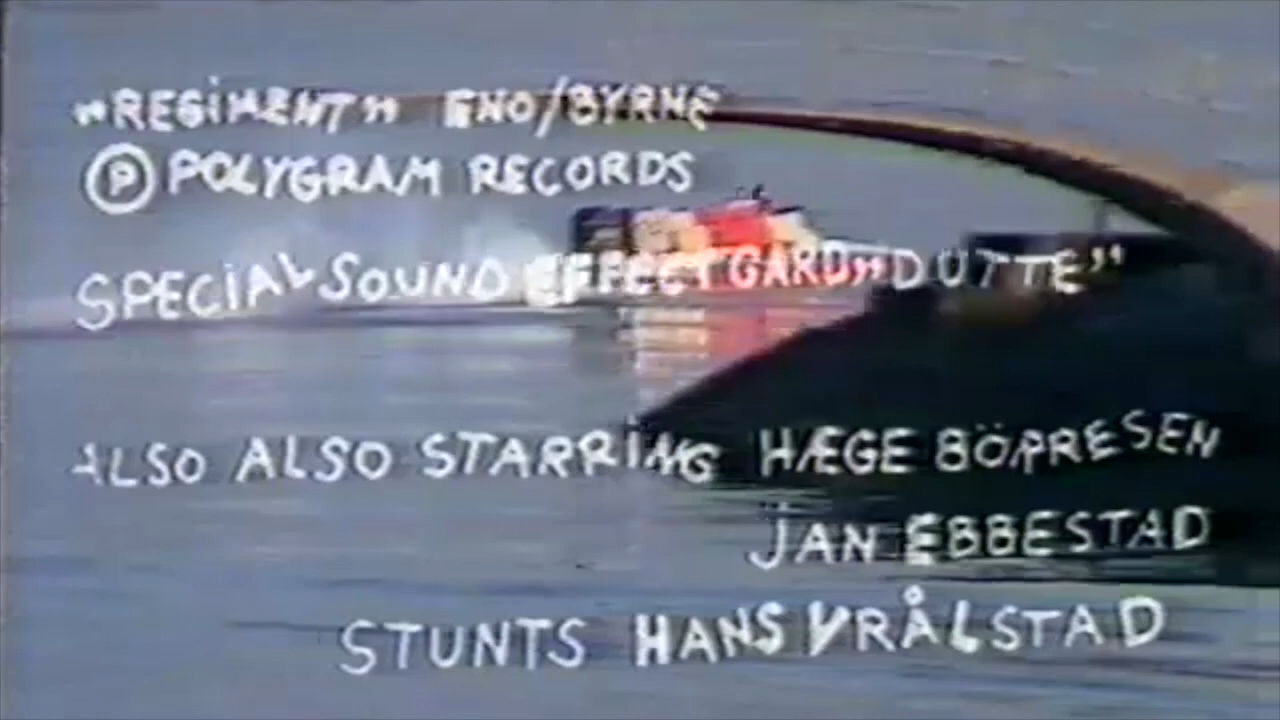 »REGIMENT» ENO/BYRNE
Ⓟ POLYGRAM RECORDS
SPECIAL SOUND EFFECT GARD »DUTTE”
ALSO ALSO STARRING HÆGE BÖRRESEN
JAN EBBESTAD
STUNTS HANS VRÅLSTAD